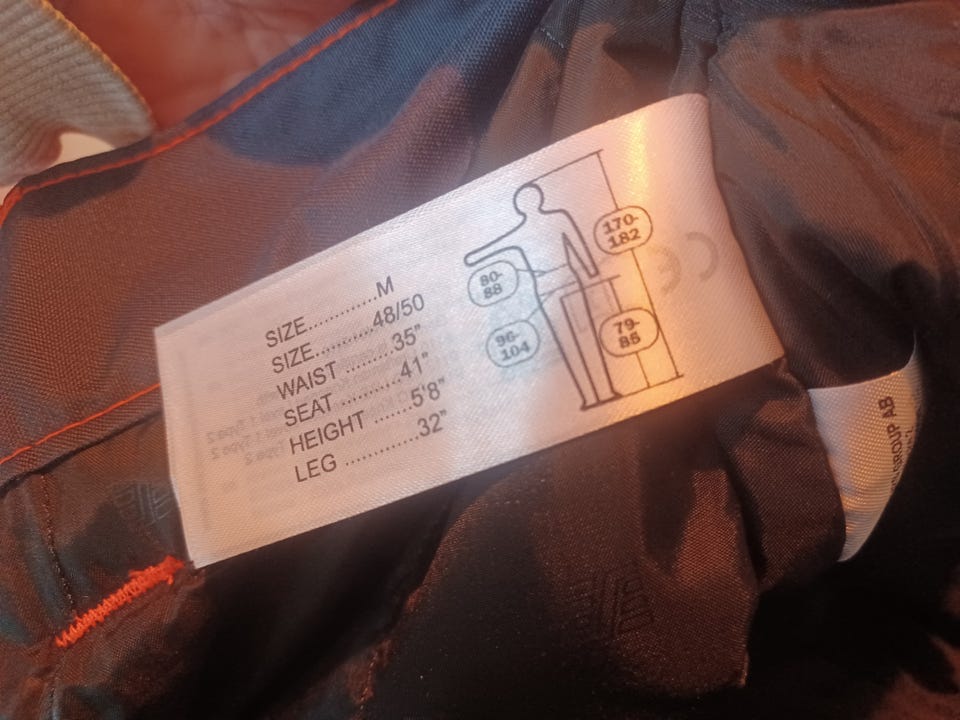 SIZE............M
SIZE...........48/50
WAIST .........35"
SEAT ..........41"
HEIGHT ......5'8"
LEG .............32"
170-
182
80-
88
96-
104
79-
85
CE
GROUP AB